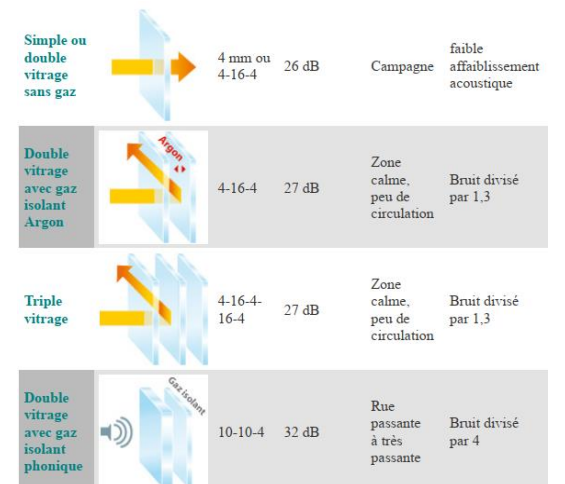 Simple ou
double
vitrage
sans gaz
4 mm ou
4-16-4
26 dB
Campagne
faible
affaiblissement
acoustique
Double
vitrage
avec gaz
isolant
Argon
Argon
4-16-4
27 dB
Zone
calme,
peu de
circulation
Bruit divisé
par 1,3
Triple
vitrage
4-16-4-
16-4
27 dB
Zone
calme,
peu de
circulation
Bruit divisé
par 1,3
Double
vitrage
avec gaz
isolant
phonique
Gaz isolant
10-10-4
32 dB
Rue
passante
à très
passante
Bruit divisé
par 4